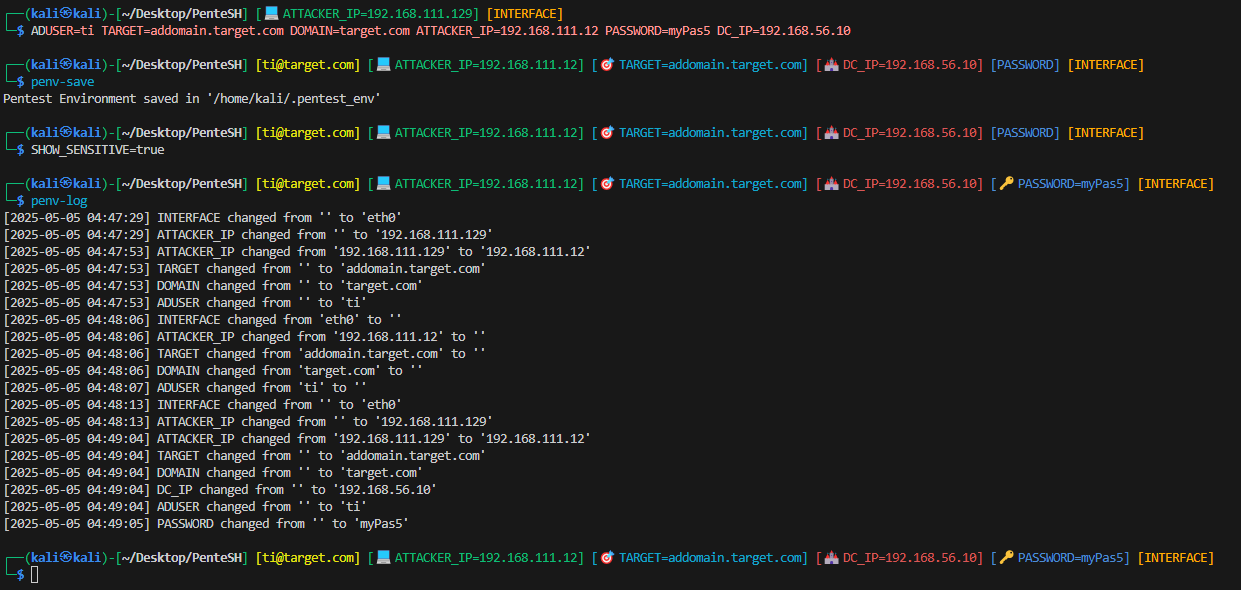 ┌──(kali㉿kali)-[~/Desktop/PenteSH] [💻 ATTACKER_IP=192.168.111.129] [INTERFACE]
└─$ ADUSER=ti TARGET=addomain.target.com DOMAIN=target.com ATTACKER_IP=192.168.111.12 PASSWORD=myPas5 DC_IP=192.168.56.10
┌──(kali㉿kali)-[~/Desktop/PenteSH] [ti@target.com] [💻 ATTACKER_IP=192.168.111.12] [🎯 TARGET=addomain.target.com] [🏰 DC_IP=192.168.56.10] [PASSWORD] [INTERFACE]
└─$ penv-save
Pentest Environment saved in '/home/kali/.pentest_env'
┌──(kali㉿kali)-[~/Desktop/PenteSH] [ti@target.com] [💻 ATTACKER_IP=192.168.111.12] [🎯 TARGET=addomain.target.com] [🏰 DC_IP=192.168.56.10] [PASSWORD] [INTERFACE]
└─$ SHOW_SENSITIVE=true
┌──(kali㉿kali)-[~/Desktop/PenteSH] [ti@target.com] [💻 ATTACKER_IP=192.168.111.12] [🎯 TARGET=addomain.target.com] [🏰 DC_IP=192.168.56.10] [🔑 PASSWORD=myPas5] [INTERFACE]
└─$ penv-log
[2025-05-05 04:47:29] INTERFACE changed from '' to 'eth0'
[2025-05-05 04:47:29] ATTACKER_IP changed from '' to '192.168.111.129'
[2025-05-05 04:47:53] ATTACKER_IP changed from '192.168.111.129' to '192.168.111.12'
[2025-05-05 04:47:53] TARGET changed from '' to 'addomain.target.com'
[2025-05-05 04:47:53] DOMAIN changed from '' to 'target.com'
[2025-05-05 04:47:53] ADUSER changed from '' to 'ti'
[2025-05-05 04:48:06] INTERFACE changed from 'eth0' to ''
[2025-05-05 04:48:06] ATTACKER_IP changed from '192.168.111.12' to ''
[2025-05-05 04:48:06] TARGET changed from 'addomain.target.com' to ''
[2025-05-05 04:48:06] DOMAIN changed from 'target.com' to ''
[2025-05-05 04:48:07] ADUSER changed from 'ti' to ''
[2025-05-05 04:48:13] INTERFACE changed from '' to 'eth0'
[2025-05-05 04:48:13] ATTACKER_IP changed from '' to '192.168.111.129'
[2025-05-05 04:49:04] ATTACKER_IP changed from '192.168.111.129' to '192.168.111.12'
[2025-05-05 04:49:04] TARGET changed from '' to 'addomain.target.com'
[2025-05-05 04:49:04] DOMAIN changed from '' to 'target.com'
[2025-05-05 04:49:04] DC_IP changed from '' to '192.168.56.10'
[2025-05-05 04:49:04] ADUSER changed from '' to 'ti'
[2025-05-05 04:49:05] PASSWORD changed from '' to 'myPas5'
┌──(kali㉿kali)-[~/Desktop/PenteSH] [ti@target.com] [💻 ATTACKER_IP=192.168.111.12] [🎯 TARGET=addomain.target.com] [🏰 DC_IP=192.168.56.10] [🔑 PASSWORD=myPas5] [INTERFACE]
└─$